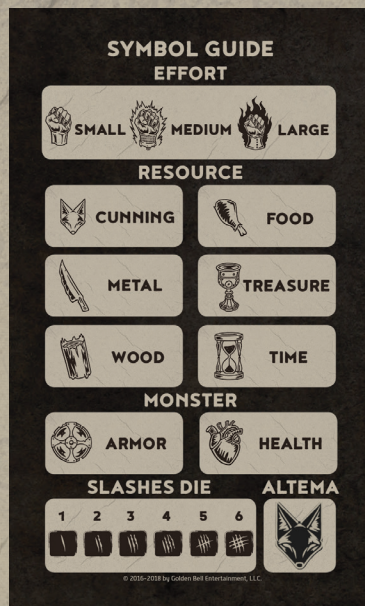 SYMBOL GUIDE
EFFORT
SMALL MEDIUM LARGE
RESOURCE
CUNNING FOOD
METAL TREASURE
WOOD TIME
MONSTER
ARMOR HEALTH
SLASHES DIE ALTEMA
1 2 3 4 5 6
© 2016-2018 by Golden Bell Entertainment, LLC.